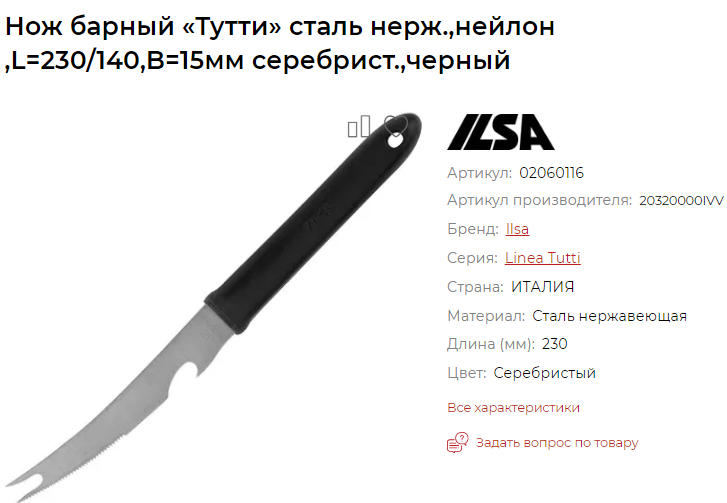 Нож барный «Тутти» сталь нерж.,нейлон
,L=230/140,B=15мм серебрист.,черный
ILSA
Артикул: 02060116
Артикул производителя: 20320000IVV
Бренд: Ilsa
Серия: Linea Tutti
Страна: ИТАЛИЯ
Материал: Сталь нержавеющая
Длина (мм): 230
Цвет: Серебристый
Все характеристики
Задать вопрос по товару